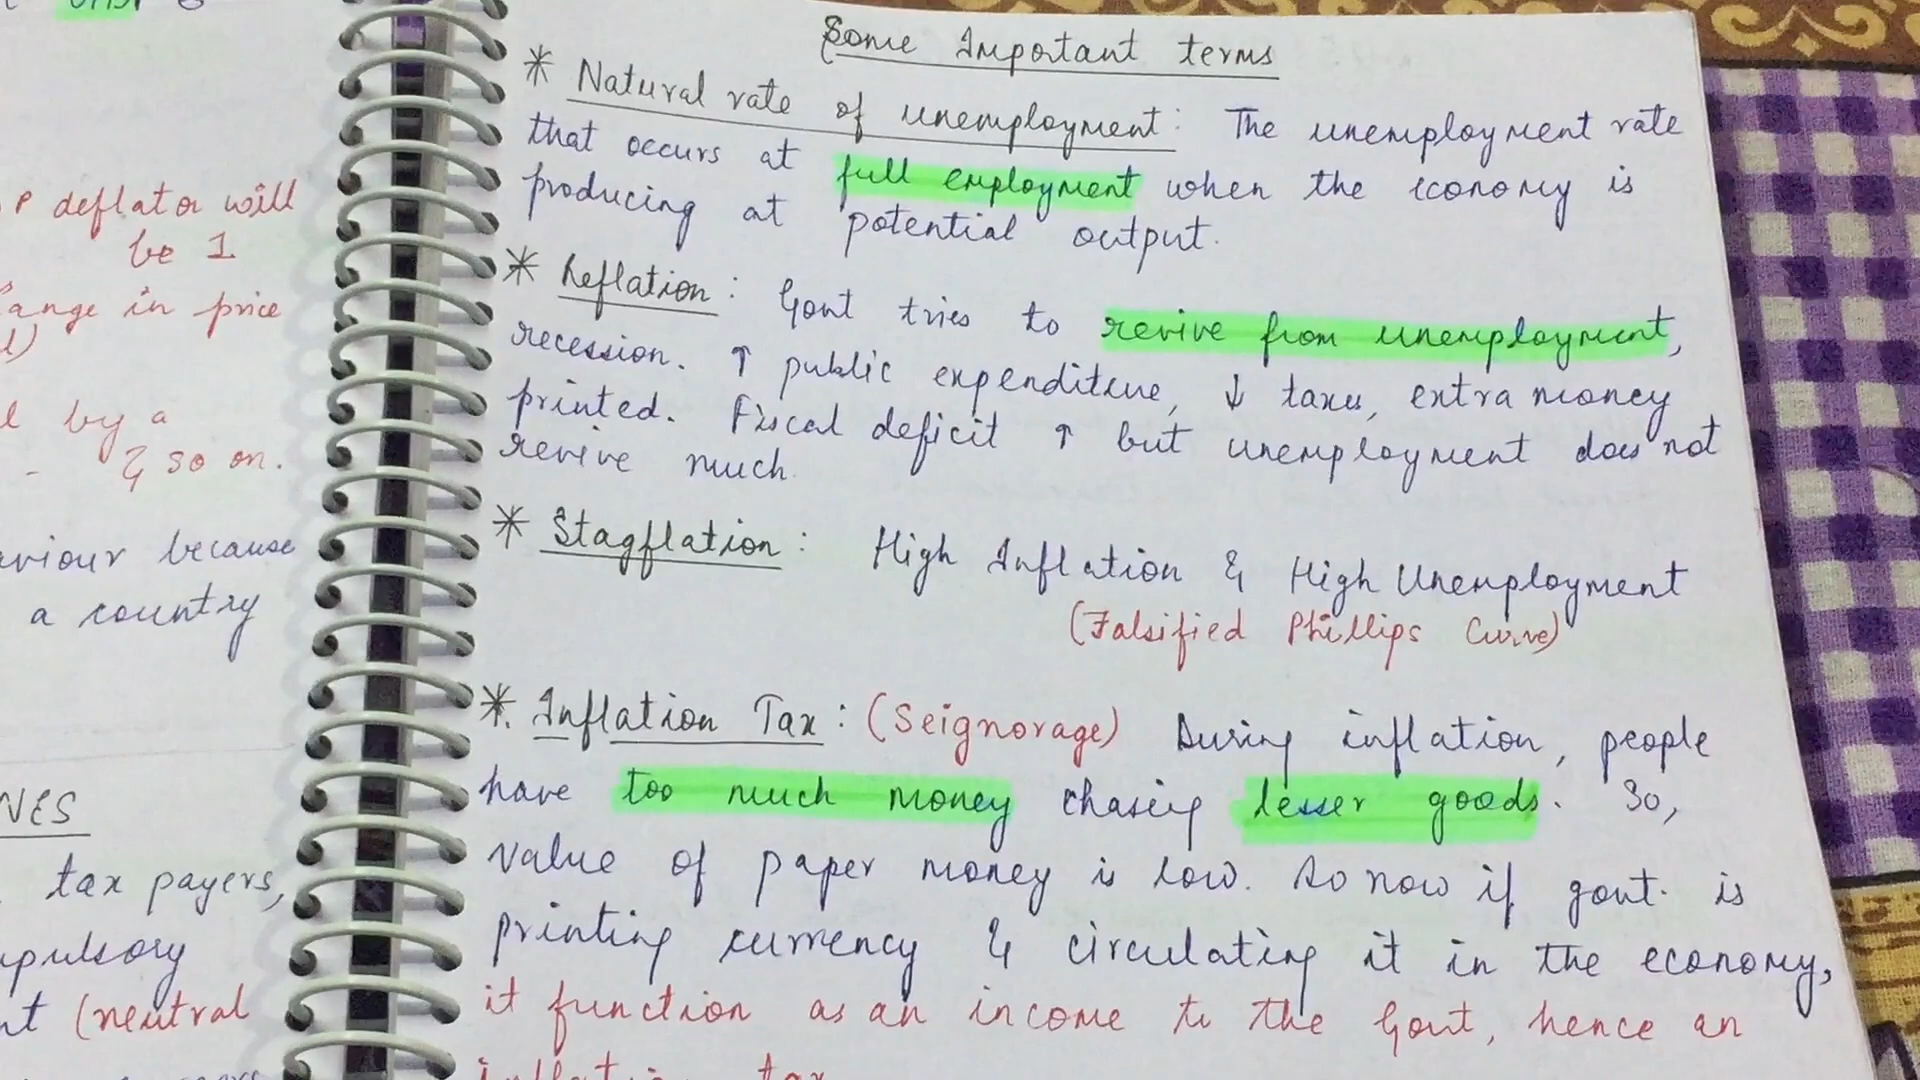 P deflator will
be 1
ange in price
by a
& so on.
because
a country
tax payers,
(neutral
Some Important terms
* Natural rate of unemployment : The unemployment rate
that occurs at full employment when the economy is
producing at potential output.
* Reflation : Govt tries to revive from unemployment,
recession. ↑ public expenditure, ↓ taxes, extra money
printed. Fiscal deficit ↑ but unemployment does not
revive much.
* Stagflation : High Inflation & High Unemployment
(Falsified Phillips Curve)
*. Inflation Tax : (Seignorage) During inflation, people
have too much money chasing lesser goods. So,
value of paper money is low. So now if govt. is
printing currency & circulating it in the economy,
it function as an income to the Govt, hence an
inflation tax